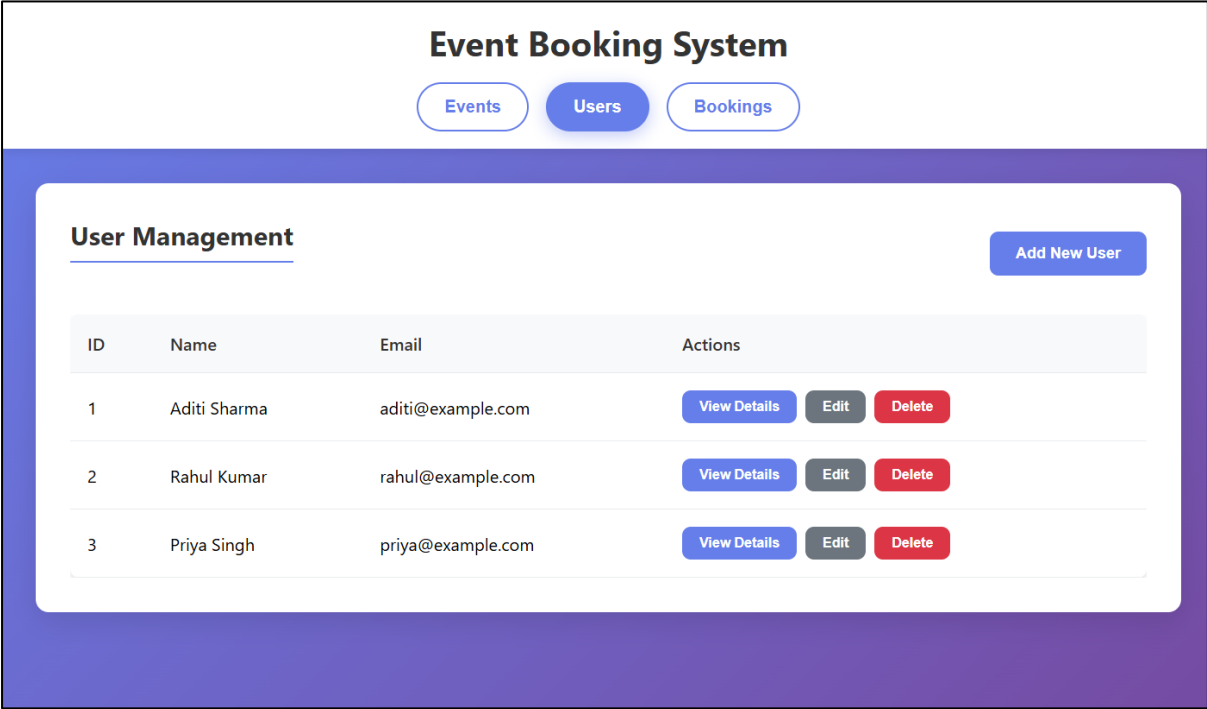 Event Booking System
Events Users Bookings
User Management
Add New User
ID Name Email Actions
1 Aditi Sharma aditi@example.com View Details Edit Delete
2 Rahul Kumar rahul@example.com View Details Edit Delete
3 Priya Singh priya@example.com View Details Edit Delete